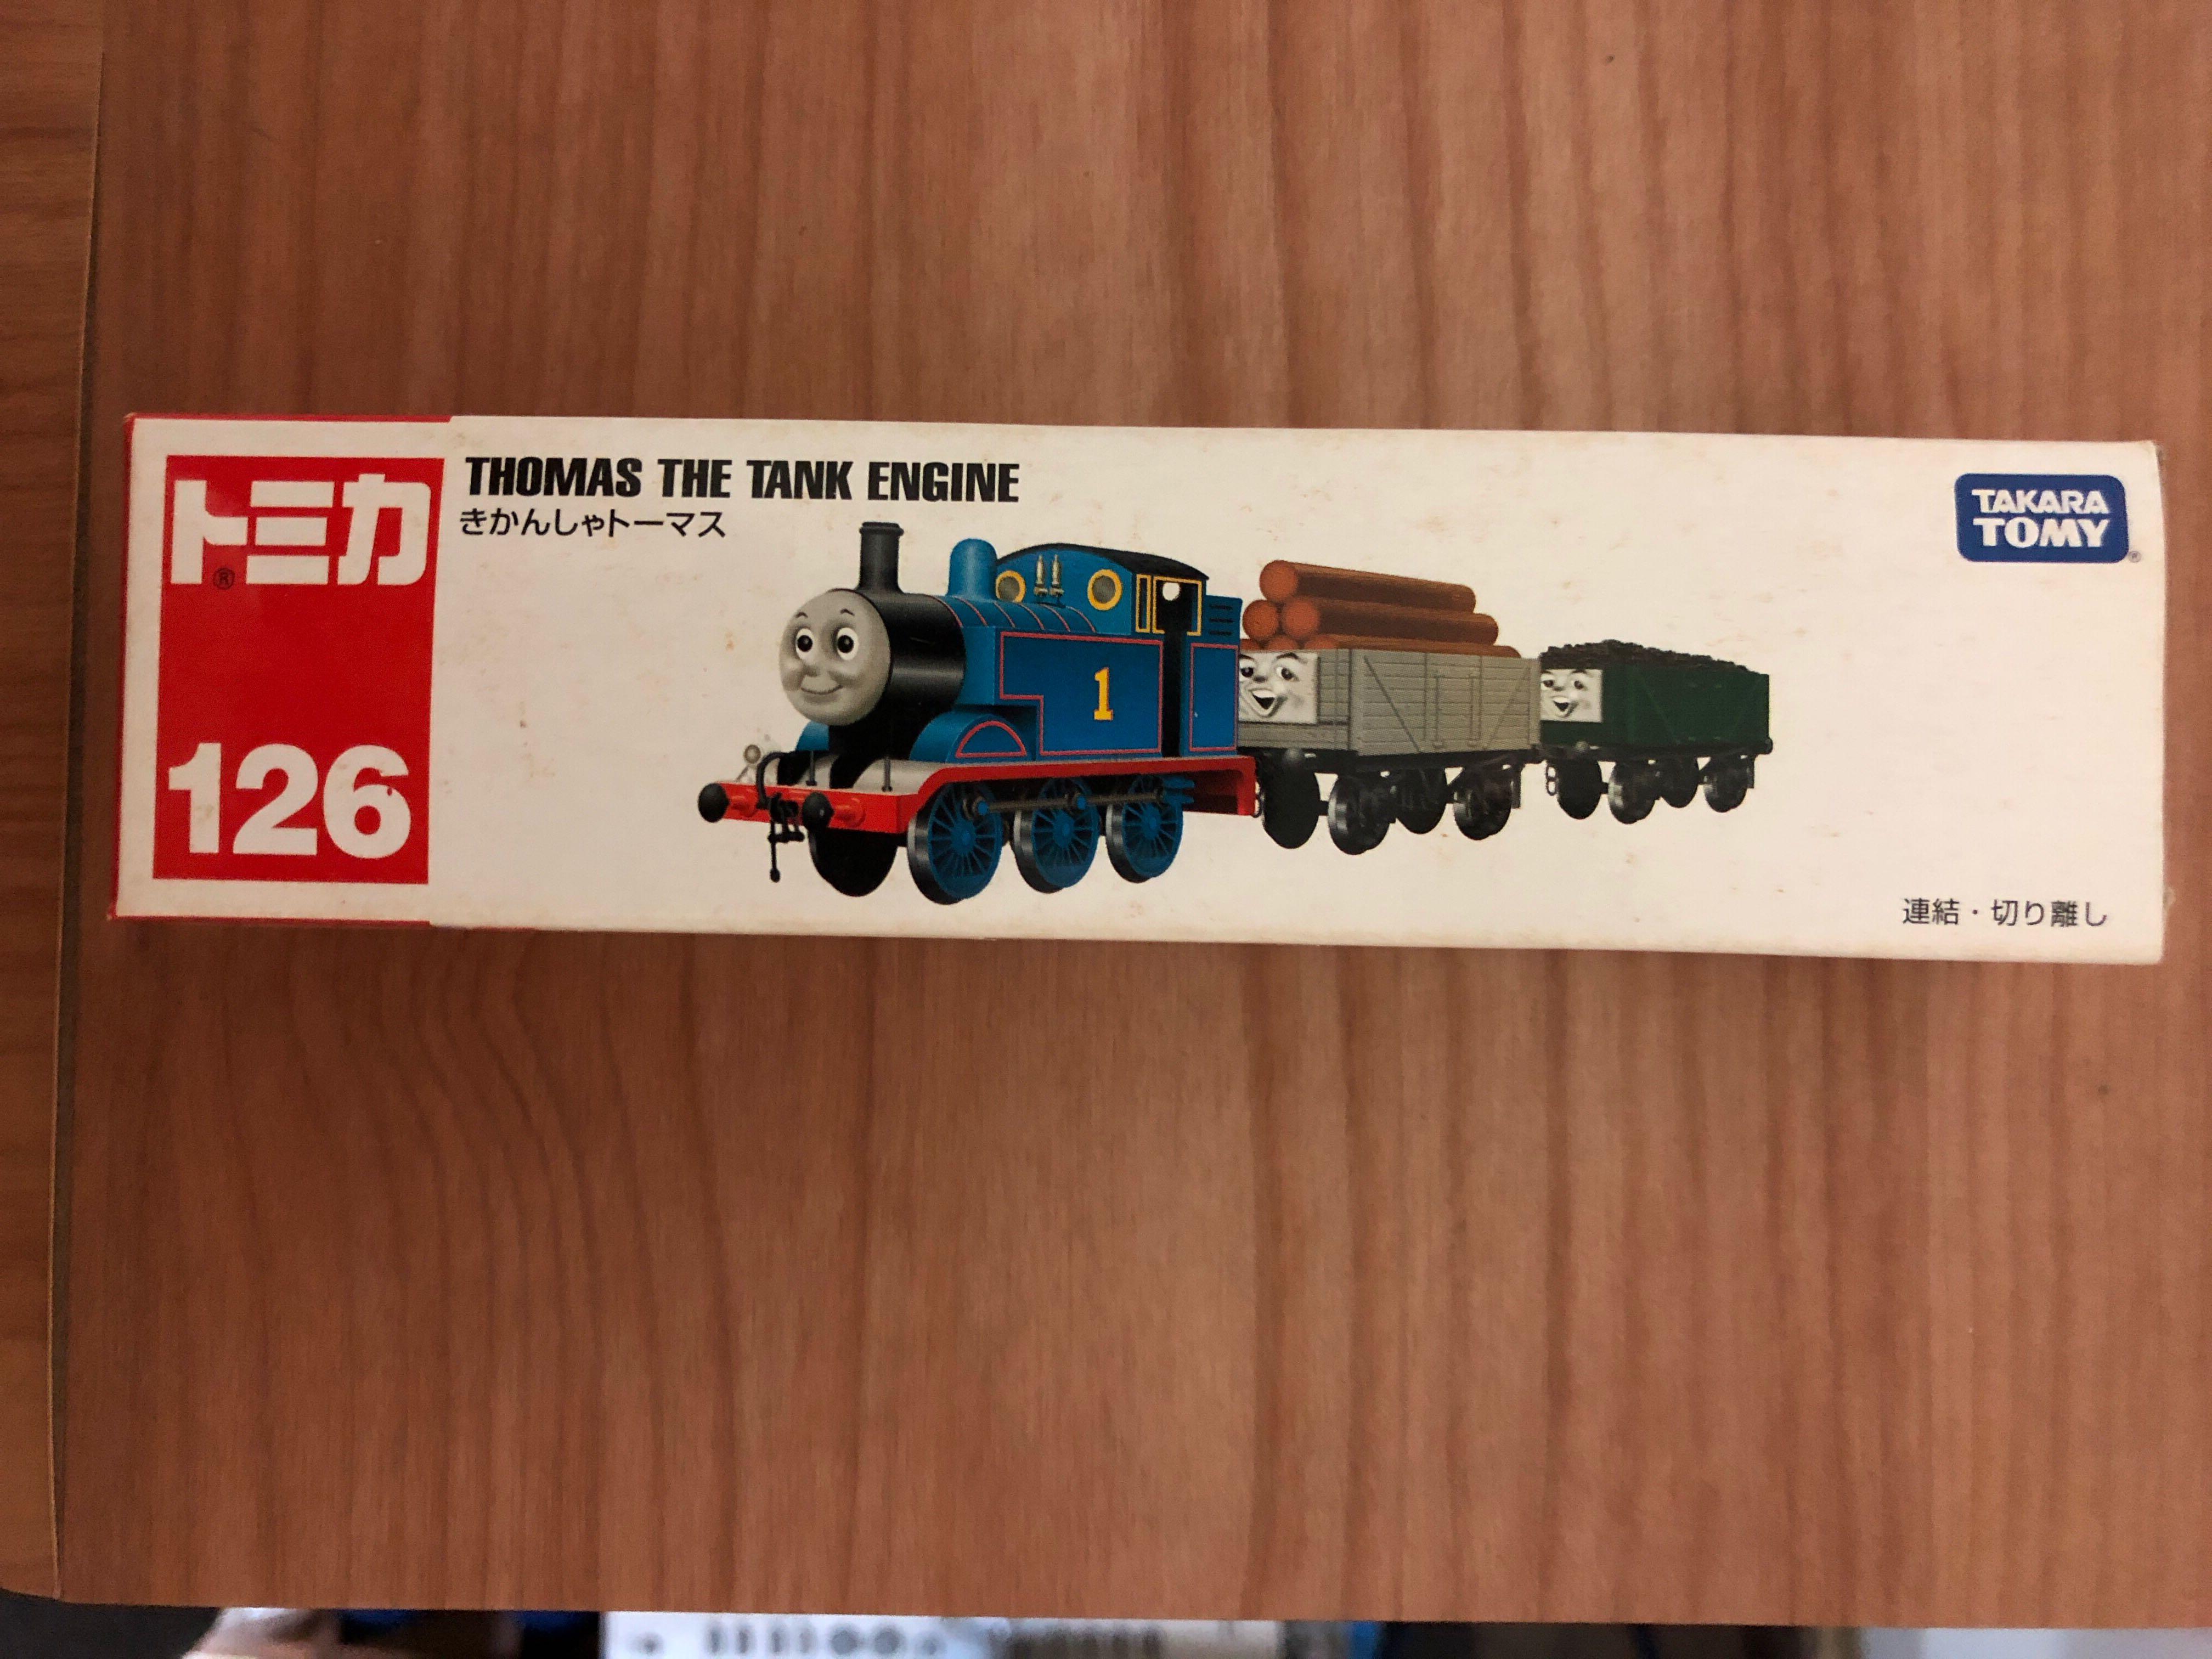 トミカ®
126
THOMAS THE TANK ENGINE
きかんしゃトーマス
1
TAKARA
TOMY®
連結・切り離し